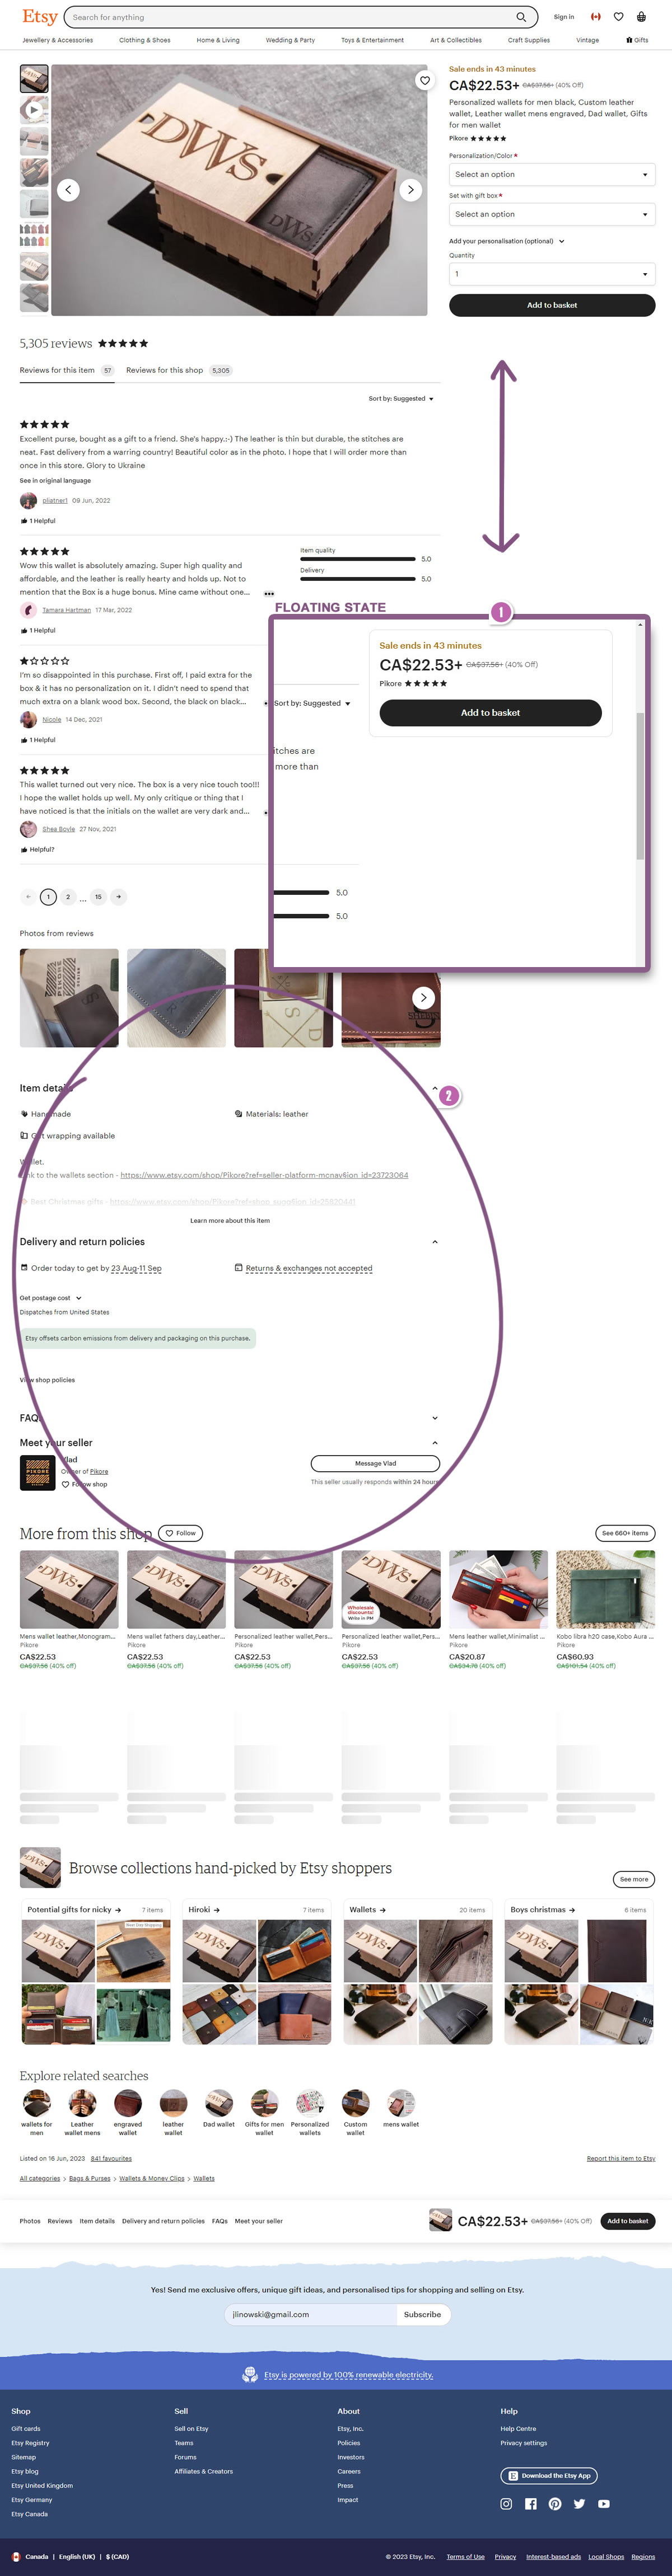 Etsy
Search for anything
Sign in
Jewellery & Accessories
Clothing & Shoes
Home & Living
Wedding & Party
Toys & Entertainment
Art & Collectibles
Craft Supplies
Vintage
Gifts
DWS
DWS
Sale ends in 43 minutes
CA$22.53+ CA$37.56+ (40% Off)
Personalized wallets for men black, Custom leather
wallet, Leather wallet mens engraved, Dad wallet, Gifts
for men wallet
Pikore
Personalization/Color *
Select an option
Set with gift box *
Select an option
Add your personalisation (optional)
Quantity
1
Add to basket
5,305 reviews
Reviews for this item 57
Reviews for this shop 5,305
Sort by: Suggested
Excellent purse, bought as a gift to a friend. She's happy.:-) The leather is thin but durable, the stitches are
neat. Fast delivery from a warring country! Beautiful color as in the photo. I hope that I will order more than
once in this store. Glory to Ukraine
See in original language
pliatner1 09 Jun, 2022
1 Helpful
Wow this wallet is absolutely amazing. Super high quality and
affordable, and the leather is really hearty and holds up. Not to
mention that the Box is a huge bonus. Mine came without one...
Item quality
5.0
Delivery
5.0
Tamara Hartman 17 Mar, 2022
1 Helpful
I'm so disappointed in this purchase. First off, I paid extra for the
box & it has no personalization on it. I didn't need to spend that
much extra on a blank wood box. Second, the black on black...
Nicole 14 Dec, 2021
1 Helpful
This wallet turned out very nice. The box is a very nice touch too!!!
I hope the wallet holds up well. My only critique or thing that I
have noticed is that the initials on the wallet are very dark and...
Shea Boyle 27 Nov, 2021
Helpful?
1 2 ... 15
FLOATING STATE
1
Sale ends in 43 minutes
CA$22.53+ CA$37.56+ (40% Off)
Pikore
Add to basket
Sort by: Suggested
itches are
more than
5.0
5.0
Photos from reviews
2
Item details
Handmade
Materials: leather
Gift wrapping available
Wallet.
Link to the wallets section - https://www.etsy.com/shop/Pikore?ref=seller-platform-mcnav&section_id=23723064
Best Christmas gifts -
Learn more about this item
Delivery and return policies
Order today to get by 23 Aug-11 Sep
Returns & exchanges not accepted
Get postage cost
Dispatches from United States
Etsy offsets carbon emissions from delivery and packaging on this purchase.
View shop policies
FAQs
Meet your seller
PIKORE
Vlad
Owner of Pikore
Follow shop
Message Vlad
This seller usually responds within 24 hours.
More from this shop
Follow
See 660+ items
Wholesale
discounts!
Write in PM
Mens wallet leather,Monogram...
Pikore
CA$22.53
CA$37.56 (40% off)
Mens wallet fathers day,Leather...
Pikore
CA$22.53
CA$37.56 (40% off)
Personalized leather wallet,Pers...
Pikore
CA$22.53
CA$37.56 (40% off)
Personalized leather wallet,Pers...
Pikore
CA$22.53
CA$37.56 (40% off)
Mens leather wallet,Minimalist ...
Pikore
CA$20.87
CA$34.78 (40% off)
Kobo libra h20 case,Kobo Aura ...
Pikore
CA$60.93
CA$101.54 (40% off)
Browse collections hand-picked by Etsy shoppers
See more
Potential gifts for nicky 7 items
Hiroki 7 items
Wallets 20 items
Boys christmas 6 items
Explore related searches
wallets for
men
Leather
wallet mens
engraved
wallet
leather
wallet
Dad wallet
Gifts for men
wallet
Personalized
wallets
Custom
wallet
mens wallet
Listed on 16 Jun, 2023 841 favourites
Report this item to Etsy
All categories > Bags & Purses > Wallets & Money Clips > Wallets
Photos Reviews Item details Delivery and return policies FAQs Meet your seller
CA$22.53+ CA$37.56+ (40% Off)
Add to basket
Yes! Send me exclusive offers, unique gift ideas, and personalised tips for shopping and selling on Etsy.
jlinowski@gmail.com
Subscribe
Etsy is powered by 100% renewable electricity.
Shop
Gift cards
Etsy Registry
Sitemap
Etsy blog
Etsy United Kingdom
Etsy Germany
Etsy Canada
Sell
Sell on Etsy
Teams
Forums
Affiliates & Creators
About
Etsy, Inc.
Policies
Investors
Careers
Press
Impact
Help
Help Centre
Privacy settings
Download the Etsy App
Canada | English (UK) | $ (CAD)
© 2023 Etsy, Inc.
Terms of Use
Privacy
Interest-based ads
Local Shops
Regions